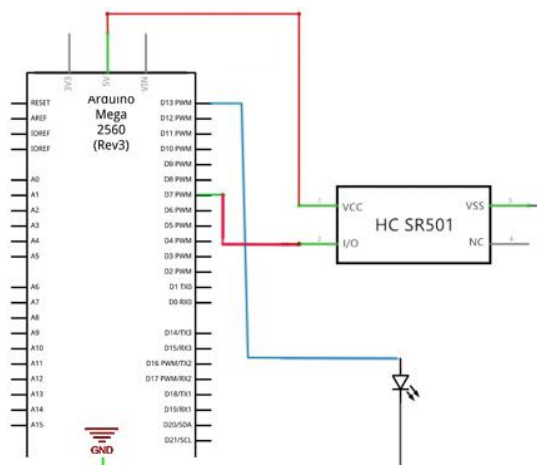 3V3
5V
VIN
Arduino
Mega
2560
(Rev3)
RESET
AREF
IOREF
IOREF
A0
A1
A2
A3
A4
A5
A6
A7
A8
A9
A10
A11
A12
A13
A14
A15
D13 PWM
D12 PWM
D11 PWM
D10 PWM
D9 PWM
D8 PWM
D7 PWM
D6 PWM
D5 PWM
D4 PWM
D3 PWM
D2 PWM
D1 TX0
D0 RX0
D14/TX3
D15/RX3
D16 PWM/TX2
D17 PWM/RX2
D18/TX1
D19/RX1
D20/SDA
D21/SCL
GND
1
VCC
2
I/O
HC SR501
VSS
3
NC
4